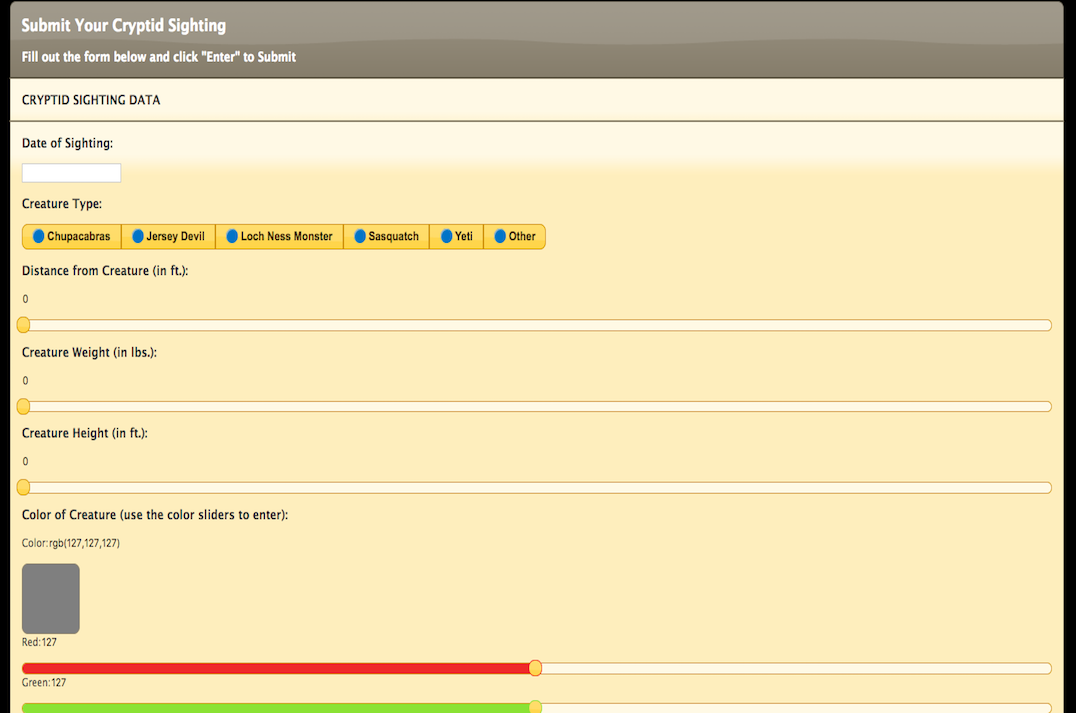 Submit Your Cryptid Sighting
Fill out the form below and click "Enter" to Submit
CRYPTID SIGHTING DATA
Date of Sighting:
Creature Type:
Chupacabras Jersey Devil Loch Ness Monster Sasquatch Yeti Other
Distance from Creature (in ft.):
0
Creature Weight (in lbs.):
0
Creature Height (in ft.):
0
Color of Creature (use the color sliders to enter):
Color:rgb(127,127,127)
Red:127
Green:127